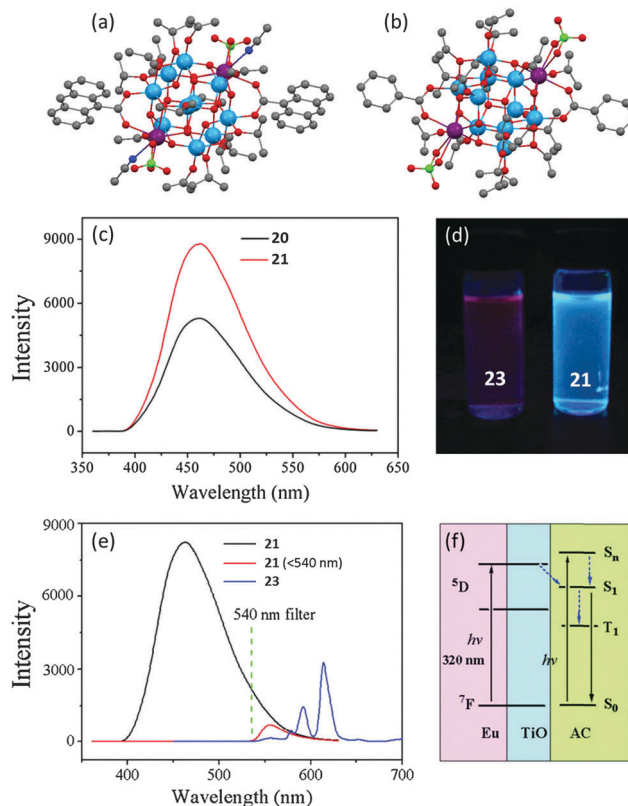 (a)
(b)
(c)
20
21
9000
6000
3000
0
Intensity
350 400 450 500 550 600 650
Wavelength (nm)
(d)
23
21
(e)
21
21 (<540 nm)
23
540 nm filter
9000
6000
3000
0
Intensity
400 500 600 700
Wavelength (nm)
(f)
Sn
⁵D
S1
T1
hν
320 nm
hν
⁷F
S0
Eu
TiO
AC